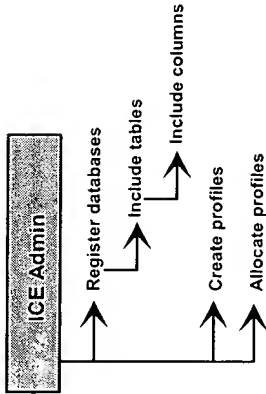 ICE Admin
Register databases
Include tables
Include columns
Create profiles
Allocate profiles